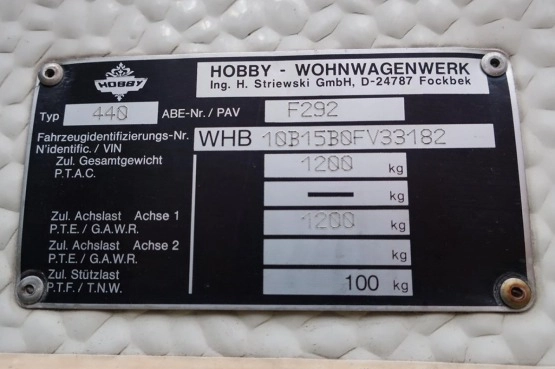 HOBBY
HOBBY - WOHNWAGENWERK
Ing. H. Striewski GmbH, D-24787 Fockbek
Typ 440 ABE-Nr. / PAV F292
Fahrzeugidentifizierungs-Nr.
N'identific. / VIN WHB 10B15B0FV33182
Zul. Gesamtgewicht
P.T.A.C. 1200 kg
— kg
Zul. Achslast Achse 1
P.T.E. / G.A.W.R. 1200 kg
Zul. Achslast Achse 2
P.T.E. / G.A.W.R. kg
Zul. Stützlast
P.T.F. / T.N.W. 100 kg